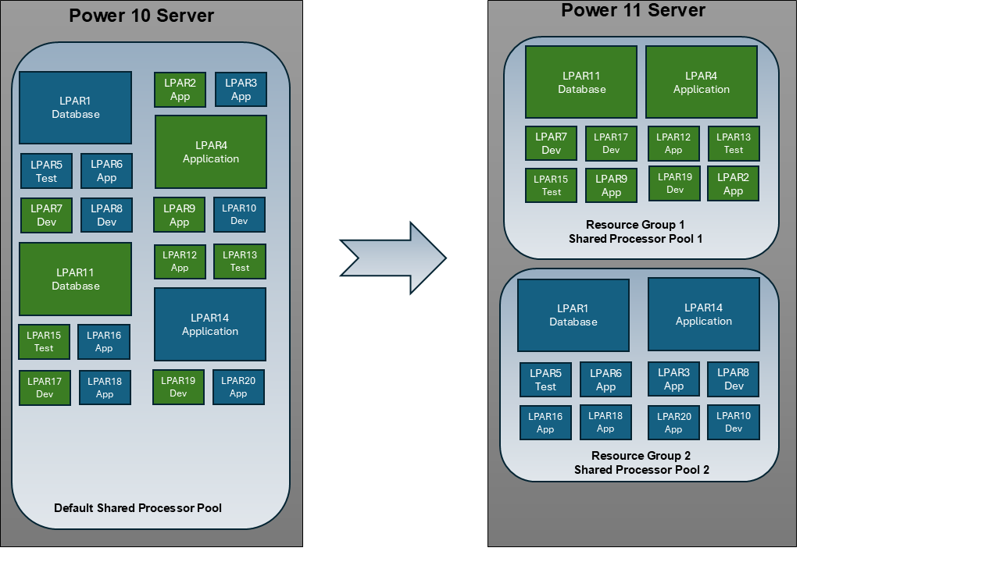 Power 10 Server
LPAR1
Database
LPAR2
App
LPAR3
App
LPAR4
Application
LPAR5
Test
LPAR6
App
LPAR7
Dev
LPAR8
Dev
LPAR9
App
LPAR10
Dev
LPAR11
Database
LPAR12
App
LPAR13
Test
LPAR14
Application
LPAR15
Test
LPAR16
App
LPAR17
Dev
LPAR18
App
LPAR19
Dev
LPAR20
App
Default Shared Processor Pool
Power 11 Server
LPAR11
Database
LPAR4
Application
LPAR7
Dev
LPAR17
Dev
LPAR12
App
LPAR13
Test
LPAR15
Test
LPAR9
App
LPAR19
Dev
LPAR2
App
Resource Group 1
Shared Processor Pool 1
LPAR1
Database
LPAR14
Application
LPAR5
Test
LPAR6
App
LPAR3
App
LPAR8
Dev
LPAR16
App
LPAR18
App
LPAR20
App
LPAR10
Dev
Resource Group 2
Shared Processor Pool 2